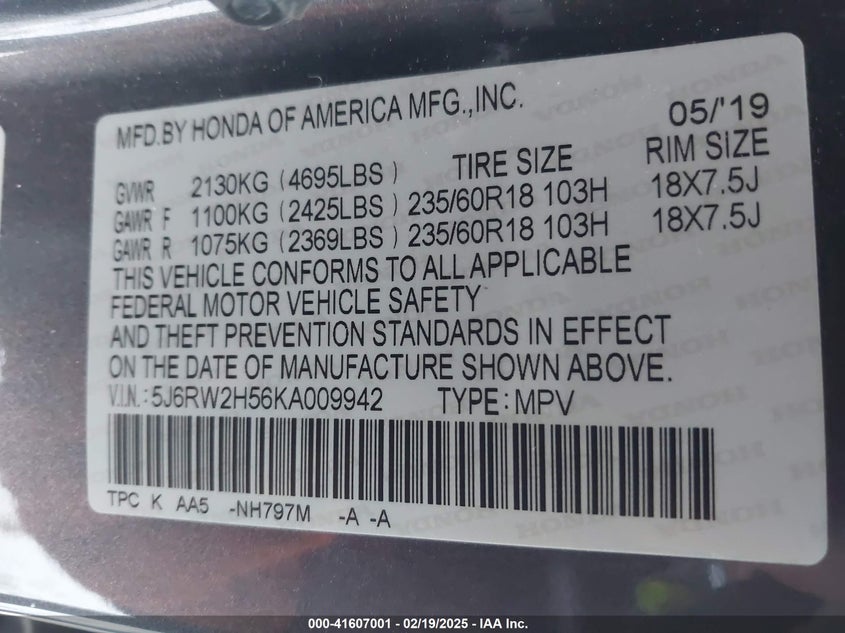 MFD.BY HONDA OF AMERICA MFG.,INC. 05/'19
TIRE SIZE RIM SIZE
GVWR 2130KG (4695LBS)
GAWR F 1100KG (2425LBS) 235/60R18 103H 18X7.5J
GAWR R 1075KG (2369LBS) 235/60R18 103H 18X7.5J
THIS VEHICLE CONFORMS TO ALL APPLICABLE
FEDERAL MOTOR VEHICLE SAFETY
AND THEFT PREVENTION STANDARDS IN EFFECT
ON THE DATE OF MANUFACTURE SHOWN ABOVE.
V.I.N.: 5J6RW2H56KA009942 TYPE: MPV
TPC K AA5 -NH797M -A -A
000-41607001 | 02/19/2025 - IAA Inc.